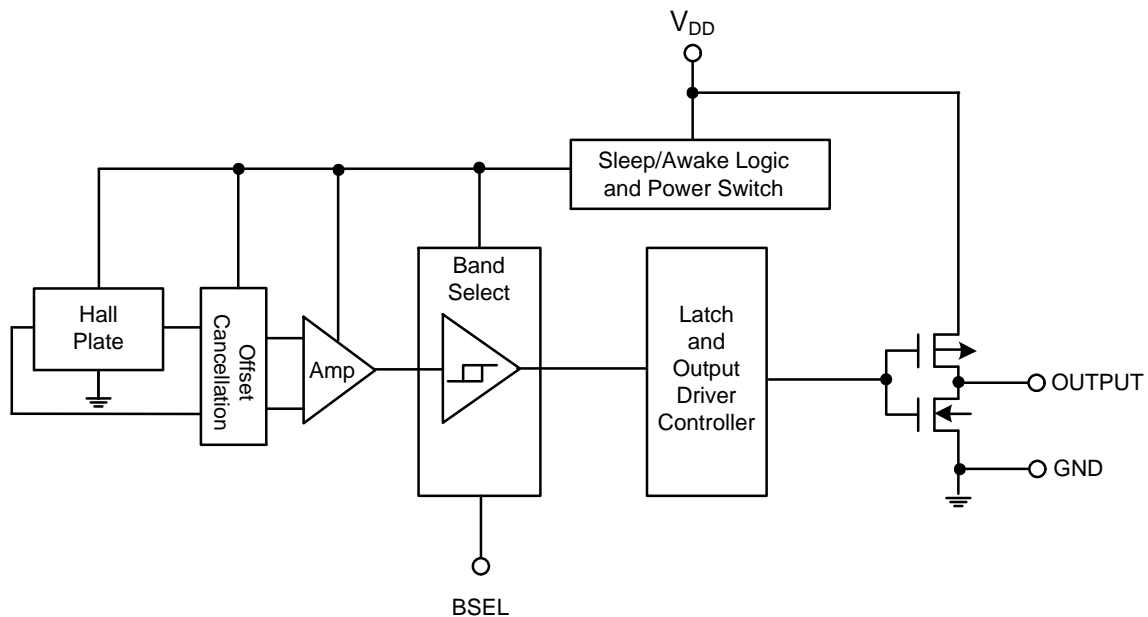 VDD
Sleep/Awake Logic
and Power Switch
Band
Select
Hall
Plate
Offset
Cancellation
Amp
Latch
and
Output
Driver
Controller
OUTPUT
GND
BSEL